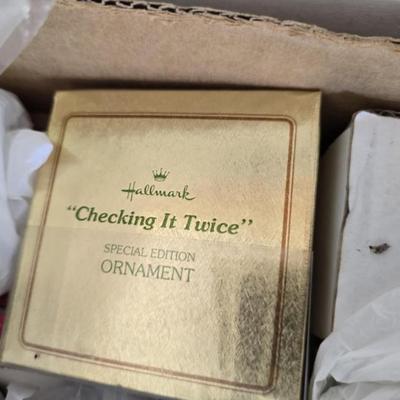 Hallmark
"Checking It Twice"
SPECIAL EDITION
ORNAMENT